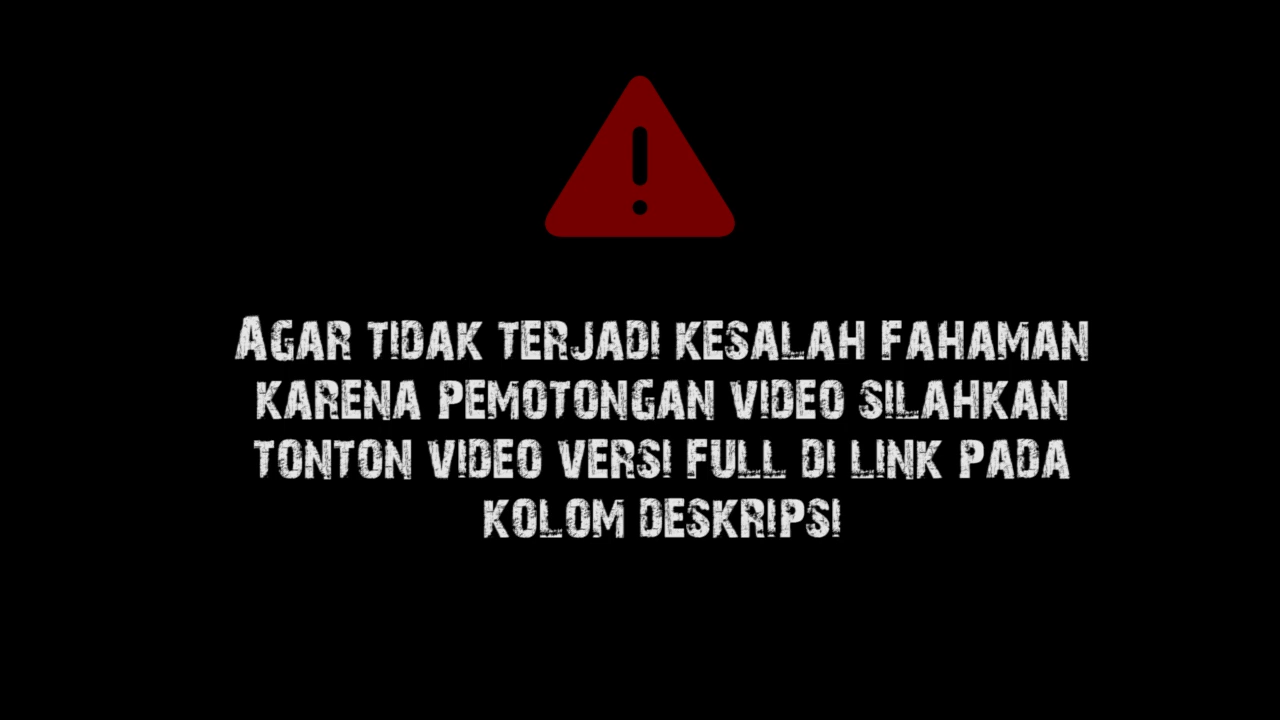 Agar tidak terjadi kesalah fahaman
karena pemotongan video silahkan
tonton video versi full di link pada
kolom deskripsi